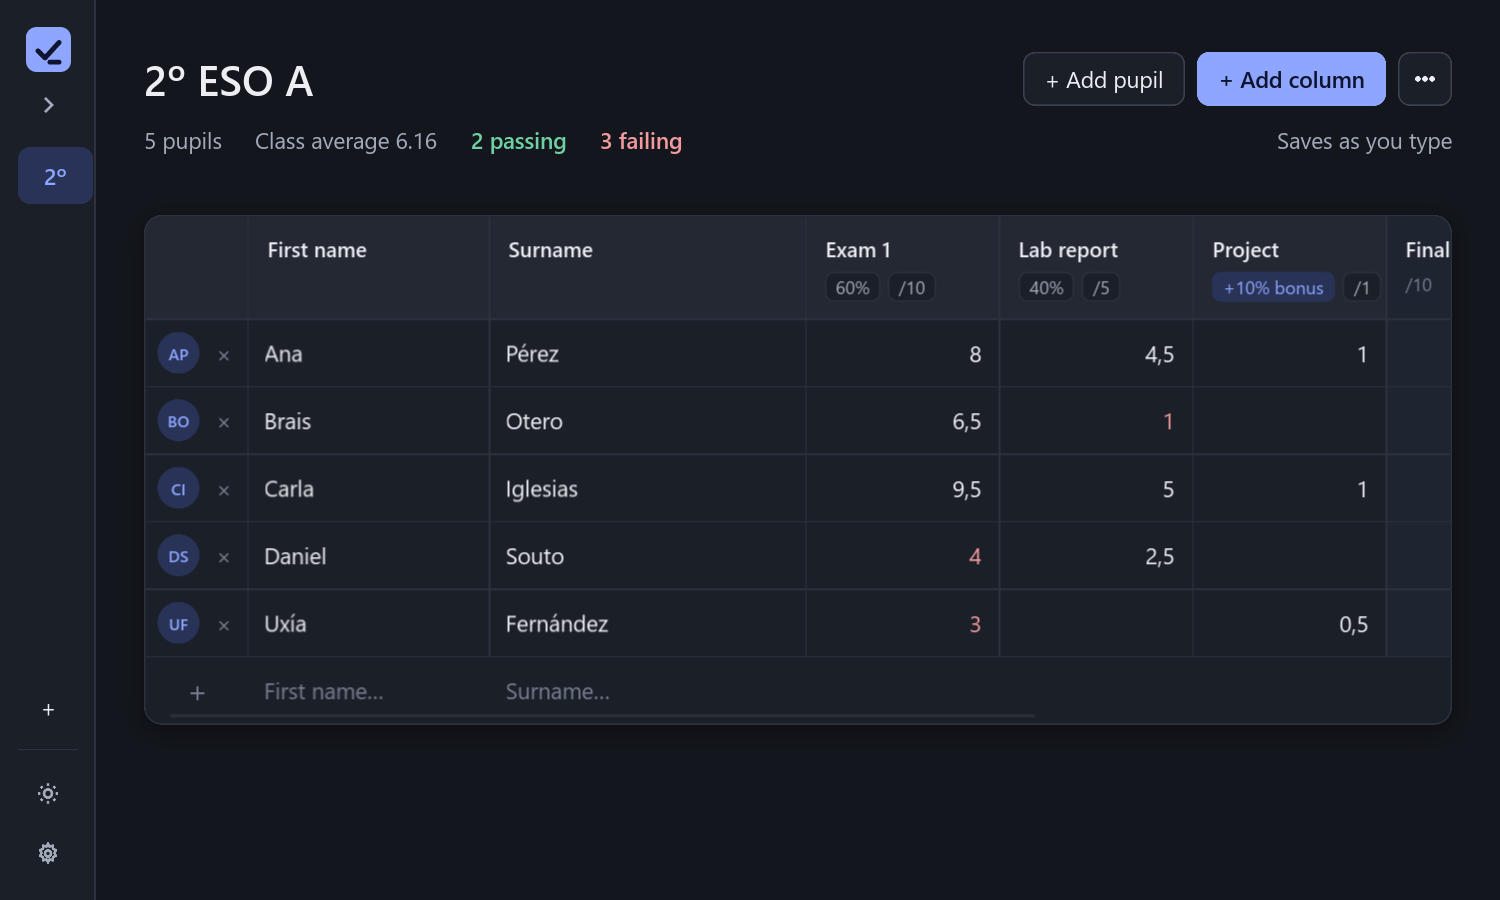 2º ESO A
+ Add pupil
+ Add column
5 pupils
Class average 6.16
2 passing
3 failing
Saves as you type
2º
First name
Surname
Exam 1
Lab report
Project
Final
60%
/10
40%
/5
+10% bonus
/1
/10
AP × Ana Pérez 8 4,5 1
BO × Brais Otero 6,5 1
CI × Carla Iglesias 9,5 5 1
DS × Daniel Souto 4 2,5
UF × Uxía Fernández 3 0,5
+ First name... Surname...
+